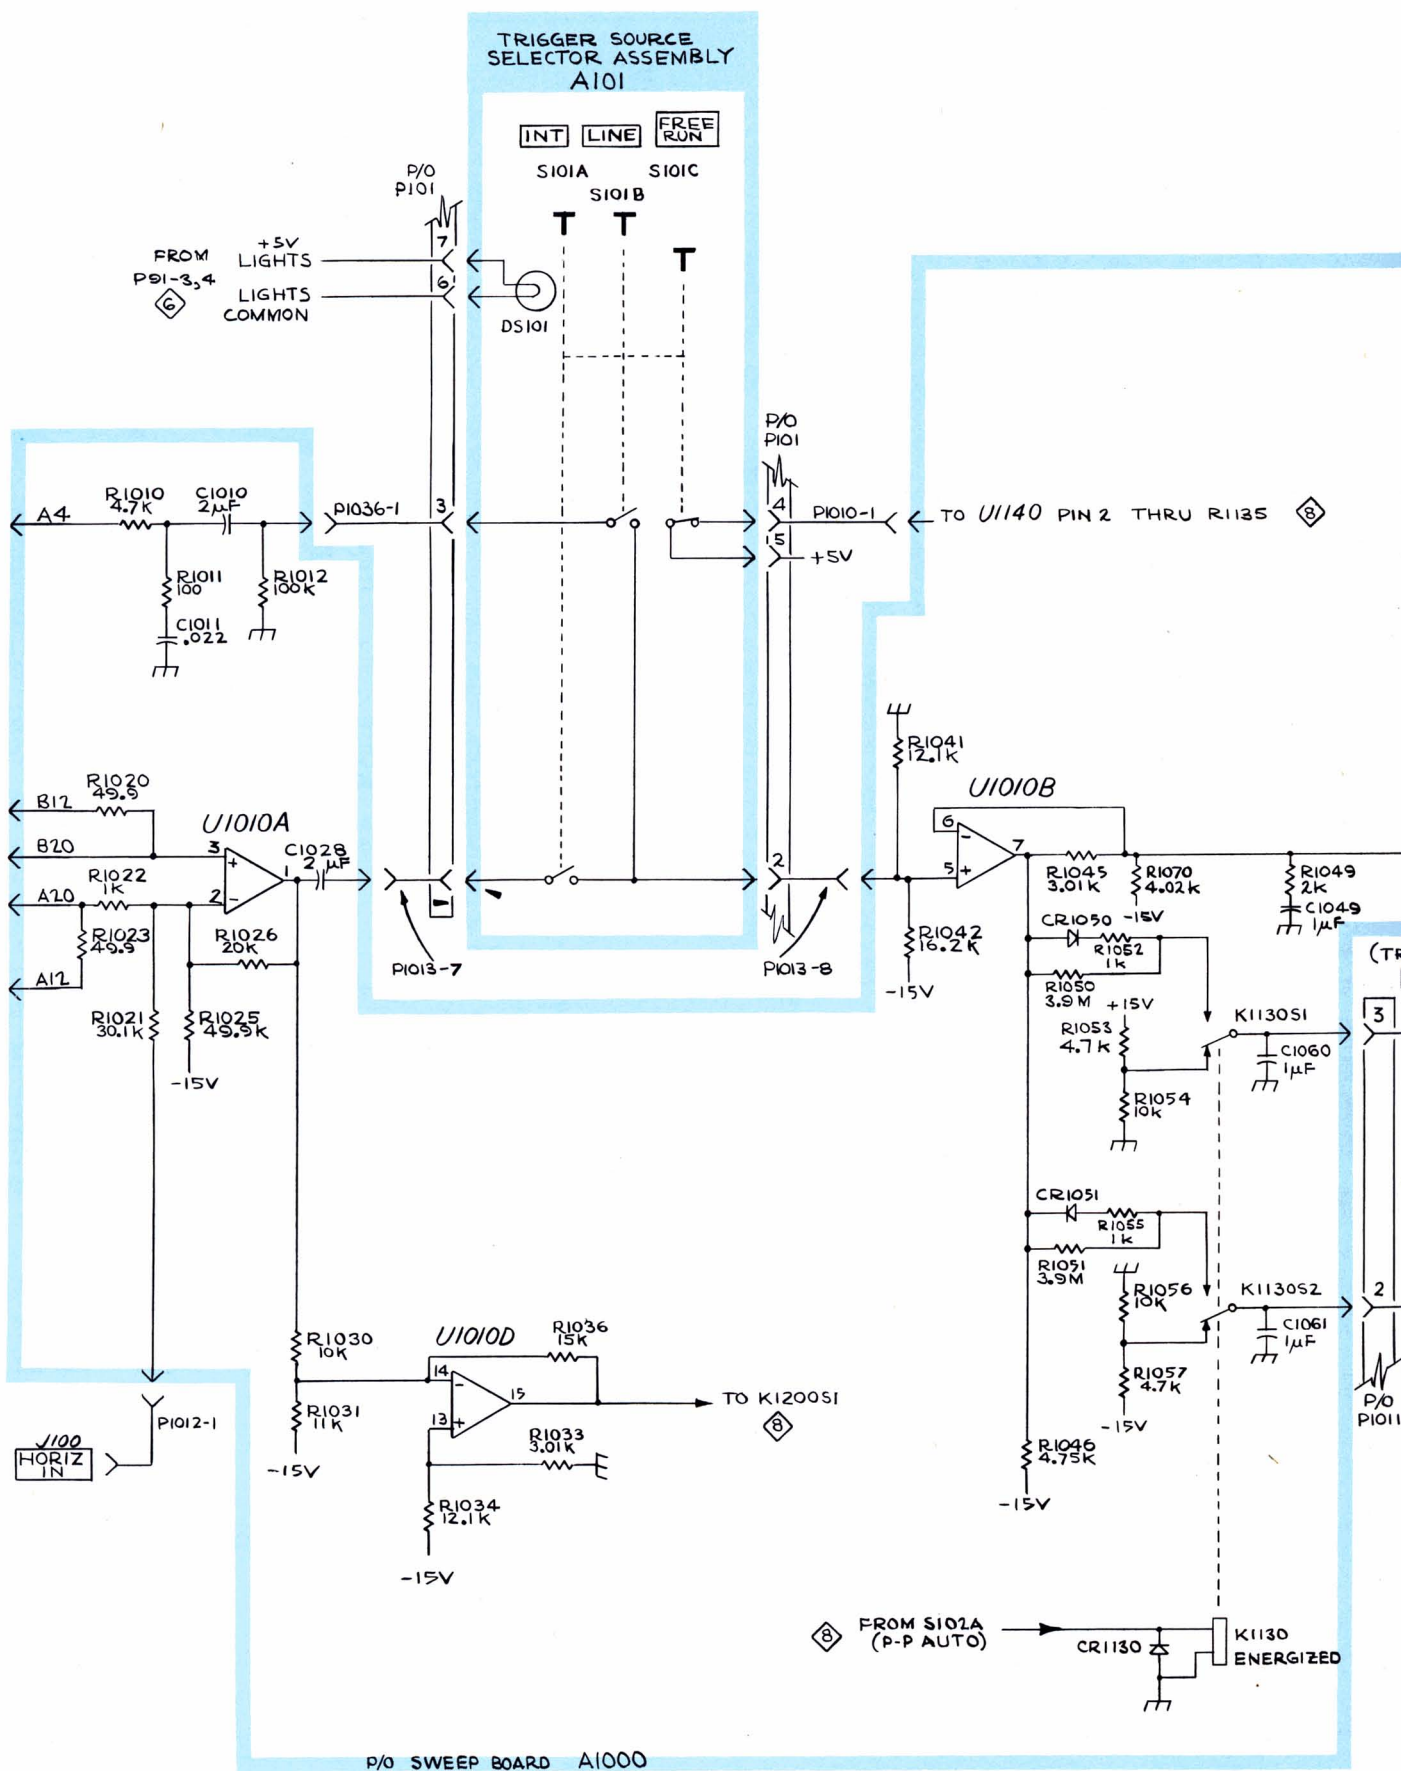 TRIGGER SOURCE
SELECTOR ASSEMBLY
A101
INT
LINE
FREE
RUN
S101A
S101B
S101C
P/O
P101
7
6
FROM
P91-3,4
6
+5V
LIGHTS
LIGHTS
COMMON
DS101
P/O
P101
A4
R1010
4.7K
C1010
2µF
P1036-1
3
4
P1010-1
TO U1140 PIN 2 THRU R1135
8
5
+5V
R1011
100
R1012
100K
C1011
.022
R1041
12.1K
B12
R1020
49.9
U1010A
B20
3
+
C1028
2 µF
1
A20
R1022
1K
2
-
R1023
49.9
R1026
20K
A12
R1021
30.1K
R1025
49.9K
-15V
1
P1013-7
2
P1013-8
U1010B
6
-
7
5
+
R1045
3.01K
R1070
4.02K
-15V
R1049
2K
C1049
1µF
R1042
16.2K
-15V
CR1050
R1052
1K
R1050
3.9M
+15V
R1053
4.7K
K1130S1
C1060
1µF
3
(TR
R1054
10K
CR1051
R1055
1K
R1051
3.9M
R1056
10K
K1130S2
C1061
1µF
2
R1057
4.7K
-15V
P/O
P1011
R1046
4.75K
-15V
R1030
10K
R1031
11K
-15V
U1010D
R1036
15K
14
-
15
13
+
TO K1200S1
8
R1033
3.01K
R1034
12.1K
-15V
P1012-1
J100
HORIZ
IN
8
FROM S102A
(P-P AUTO)
CR1130
K1130
ENERGIZED
P/O SWEEP BOARD A1000